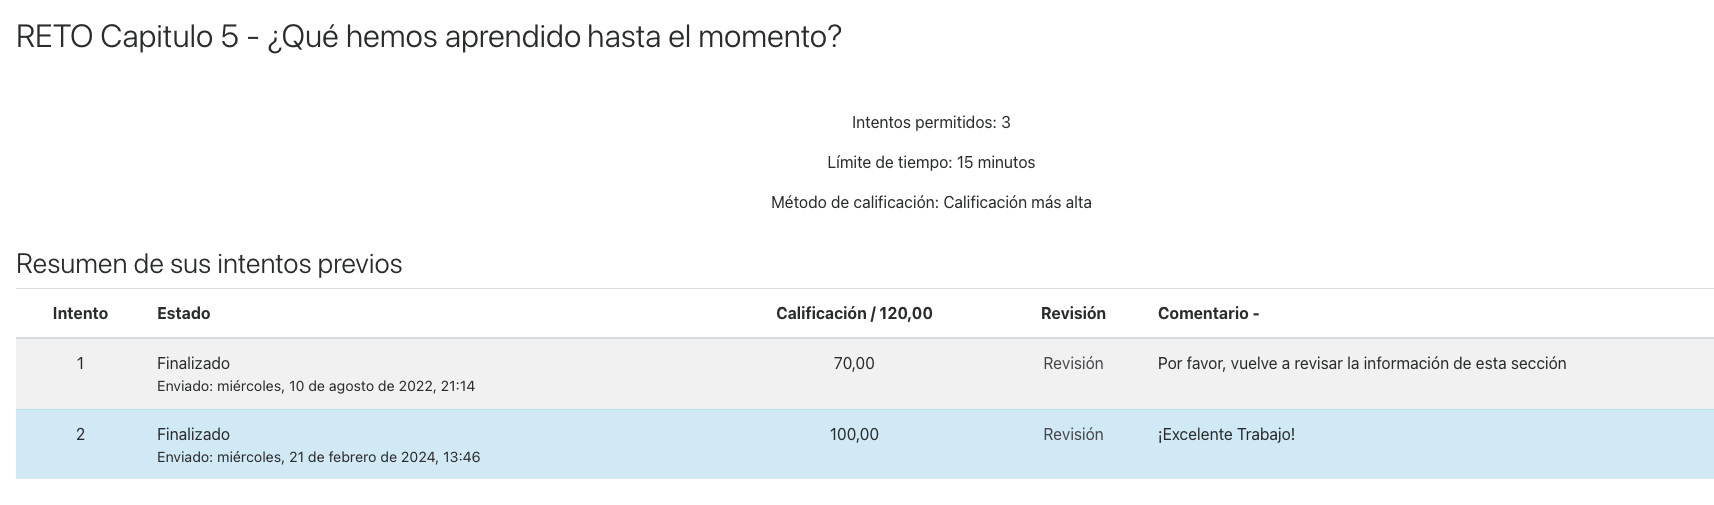 RETO Capitulo 5 - ¿Qué hemos aprendido hasta el momento?
Intentos permitidos: 3
Límite de tiempo: 15 minutos
Método de calificación: Calificación más alta
Resumen de sus intentos previos
Intento Estado Calificación / 120,00 Revisión Comentario -
1 Finalizado 70,00 Revisión Por favor, vuelve a revisar la información de esta sección
Enviado: miércoles, 10 de agosto de 2022, 21:14
2 Finalizado 100,00 Revisión ¡Excelente Trabajo!
Enviado: miércoles, 21 de febrero de 2024, 13:46